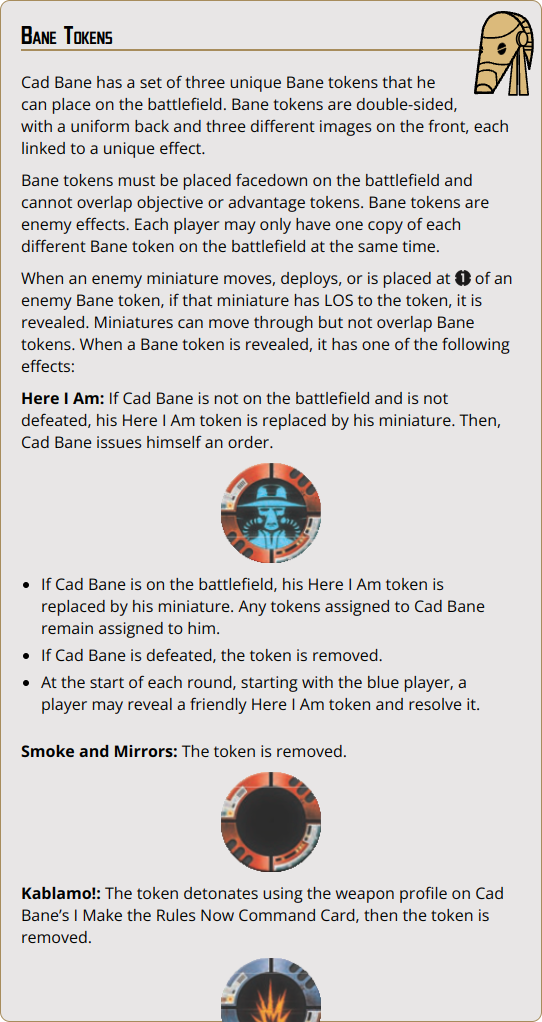 Bane Tokens
Cad Bane has a set of three unique Bane tokens that he
can place on the battlefield. Bane tokens are double-sided,
with a uniform back and three different images on the front, each
linked to a unique effect.
Bane tokens must be placed facedown on the battlefield and
cannot overlap objective or advantage tokens. Bane tokens are
enemy effects. Each player may only have one copy of each
different Bane token on the battlefield at the same time.
When an enemy miniature moves, deploys, or is placed at 1 of an
enemy Bane token, if that miniature has LOS to the token, it is
revealed. Miniatures can move through but not overlap Bane
tokens. When a Bane token is revealed, it has one of the following
effects:
Here I Am: If Cad Bane is not on the battlefield and is not
defeated, his Here I Am token is replaced by his miniature. Then,
Cad Bane issues himself an order.
• If Cad Bane is on the battlefield, his Here I Am token is
replaced by his miniature. Any tokens assigned to Cad Bane
remain assigned to him.
• If Cad Bane is defeated, the token is removed.
• At the start of each round, starting with the blue player, a
player may reveal a friendly Here I Am token and resolve it.
Smoke and Mirrors: The token is removed.
Kablamo!: The token detonates using the weapon profile on Cad
Bane’s I Make the Rules Now Command Card, then the token is
removed.